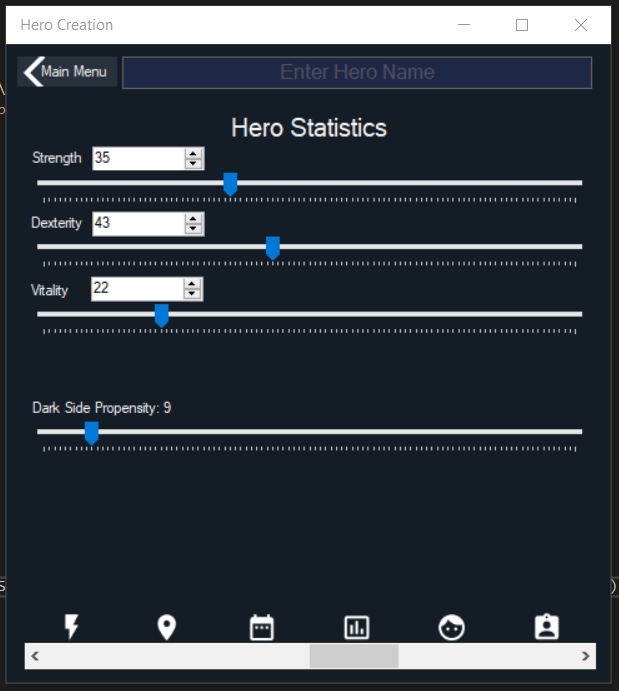 Hero Creation
Main Menu
Enter Hero Name
Hero Statistics
Strength 35
Dexterity 43
Vitality 22
Dark Side Propensity: 9